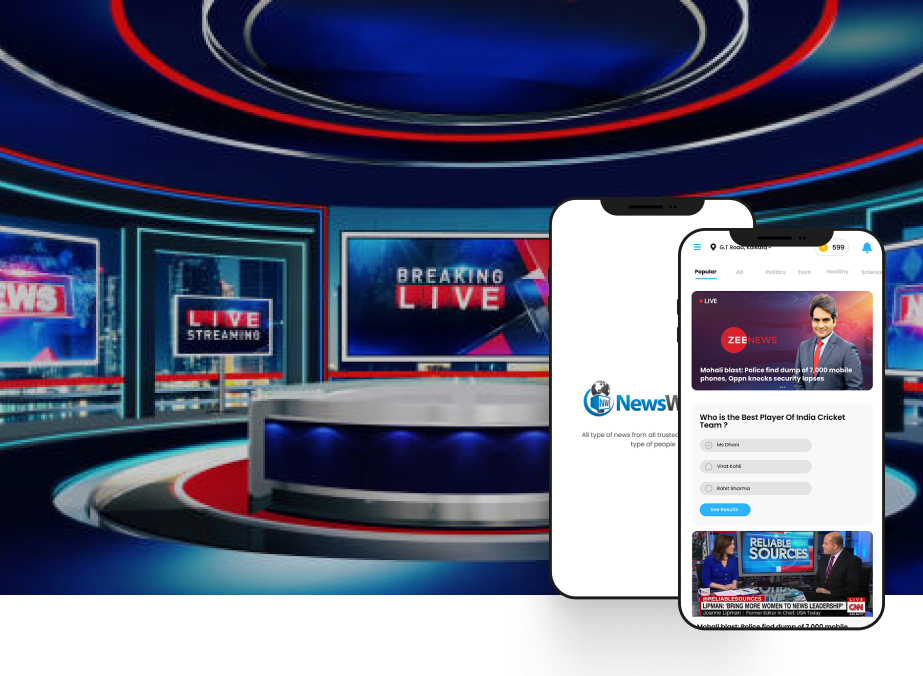 EWS
LIVE
STREAMING
BREAKING
LIVE
N
NW
NewsW
All type of news from all trusted
type of people
G.T Road, Kolkata
599
Popular
All
Politics
Tech
Healthy
Science
LIVE
ZEENEWS
Mohali blast: Police find dump of 7,000 mobile
phones, Oppn knocks security lapses
Who is the Best Player Of India Cricket
Team ?
Ms Dhoni
Virat Kohli
Rohit Sharma
See Results
RELIABLE
SOURCES
@RELIABLESOURCES
LIPMAN: 'BRING MORE WOMEN TO NEWS LEADERSHIP'
Joanne Lipman
Former Editor in Chief, USA Today
LIVE
CNN
Mohali blast: Police find dump of 7,000 mobile